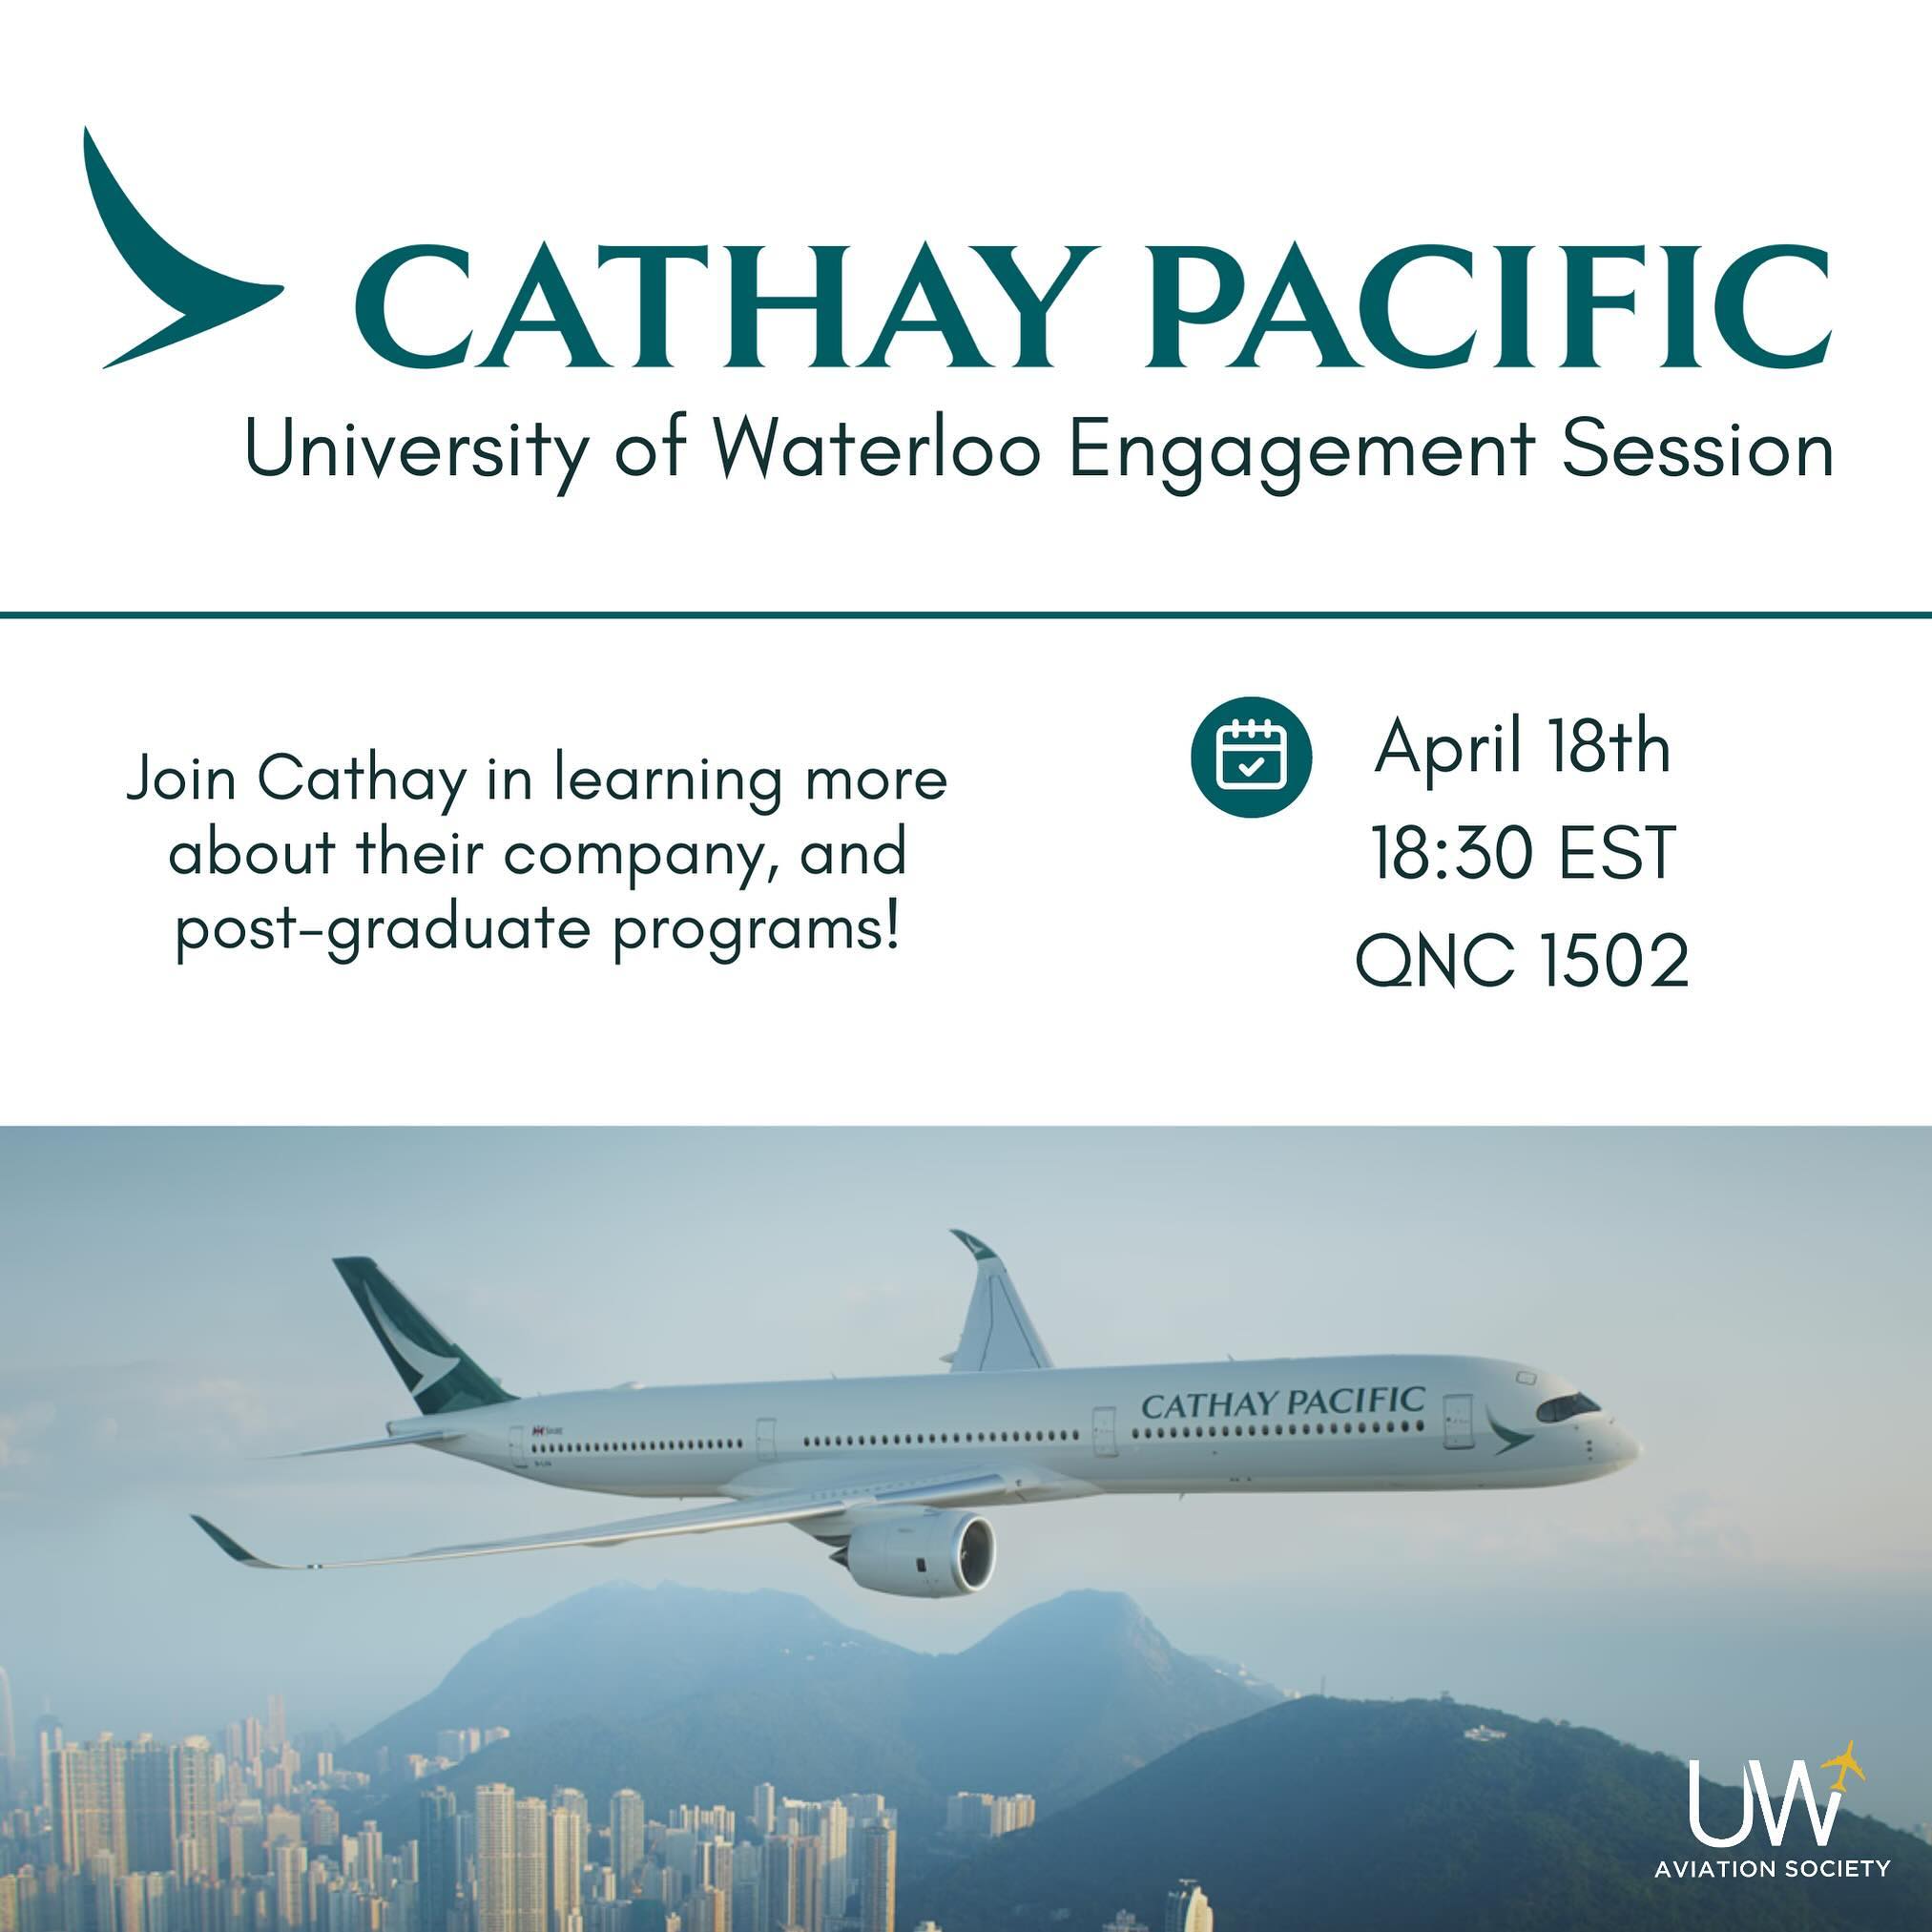 CATHAY PACIFIC
University of Waterloo Engagement Session
Join Cathay in learning more
about their company, and
post-graduate programs!
April 18th
18:30 EST
QNC 1502
CATHAY PACIFIC
UW
AVIATION SOCIETY